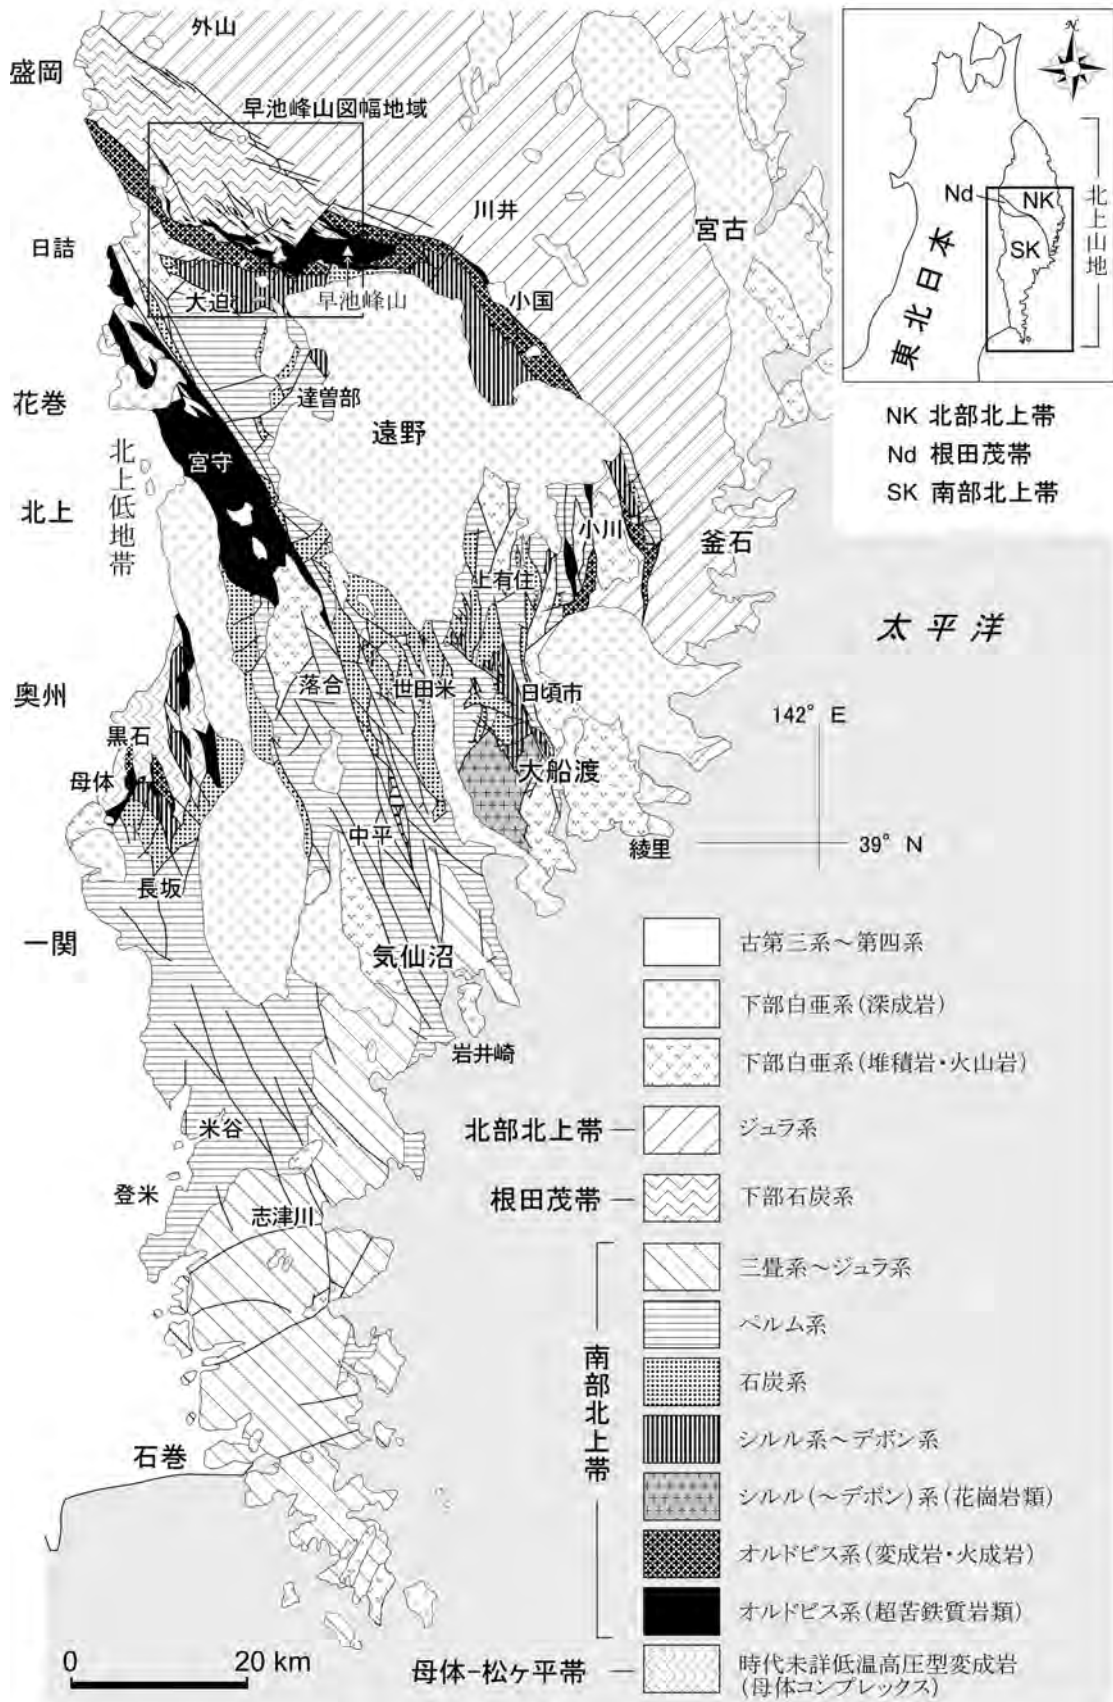 外山
盛岡
早池峰山図幅地域
川井
宮古
日詰
大迫
早池峰山
小国
花巻
達曽部
遠野
宮守
北上低地帯
北上
小川
釜石
上有住
奥州
落合
世田米
日頃市
黒石
母体
大船渡
中平
綾里
長坂
一関
気仙沼
岩井崎
米谷
登米
志津川
石巻
0 20 km
太平洋
142° E
39° N
N
Nd
NK
SK
北上山地
東北日本
NK 北部北上帯
Nd 根田茂帯
SK 南部北上帯
古第三系～第四系
下部白亜系(深成岩)
下部白亜系(堆積岩・火山岩)
北部北上帯 ジュラ系
根田茂帯 下部石炭系
南部北上帯
三畳系～ジュラ系
ペルム系
石炭系
シルル系～デボン系
シルル(～デボン)系(花崗岩類)
オルドビス系(変成岩・火成岩)
オルドビス系(超苦鉄質岩類)
母体-松ヶ平帯 時代未詳低温高圧型変成岩
(母体コンプレックス)